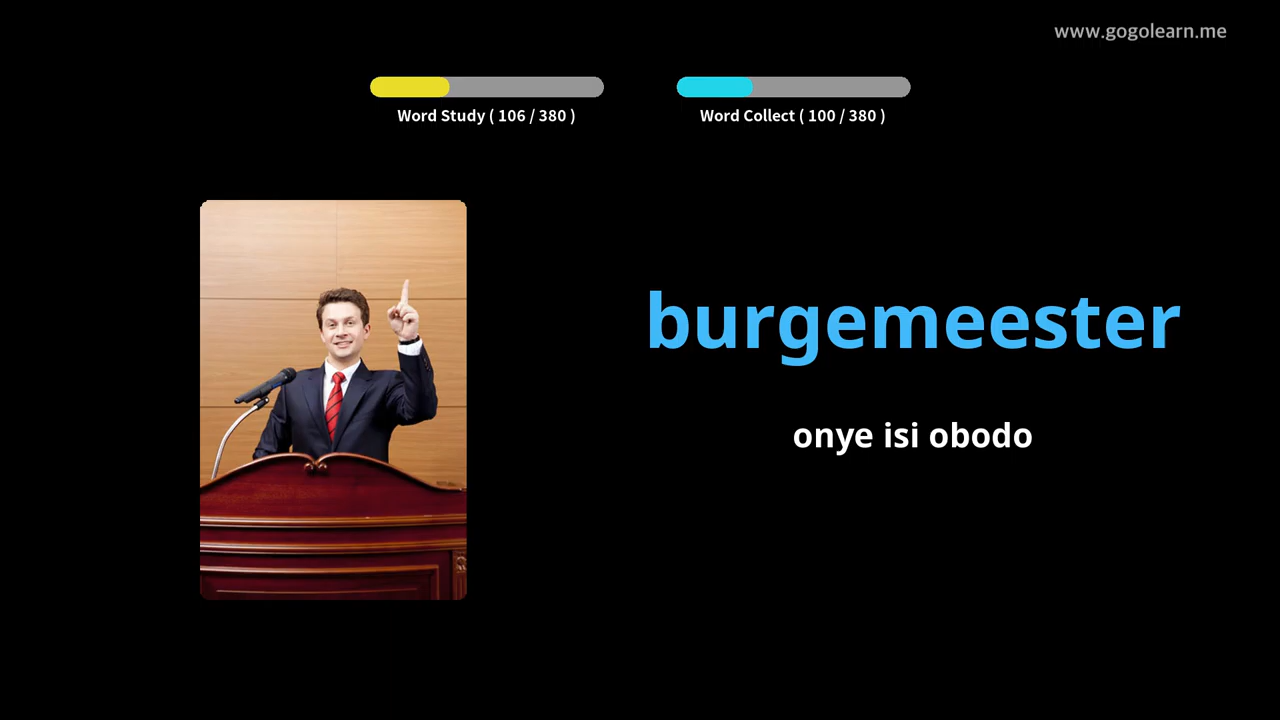 www.gogolearn.me
Word Study ( 106 / 380 )
Word Collect ( 100 / 380 )
burgemeester
onye isi obodo